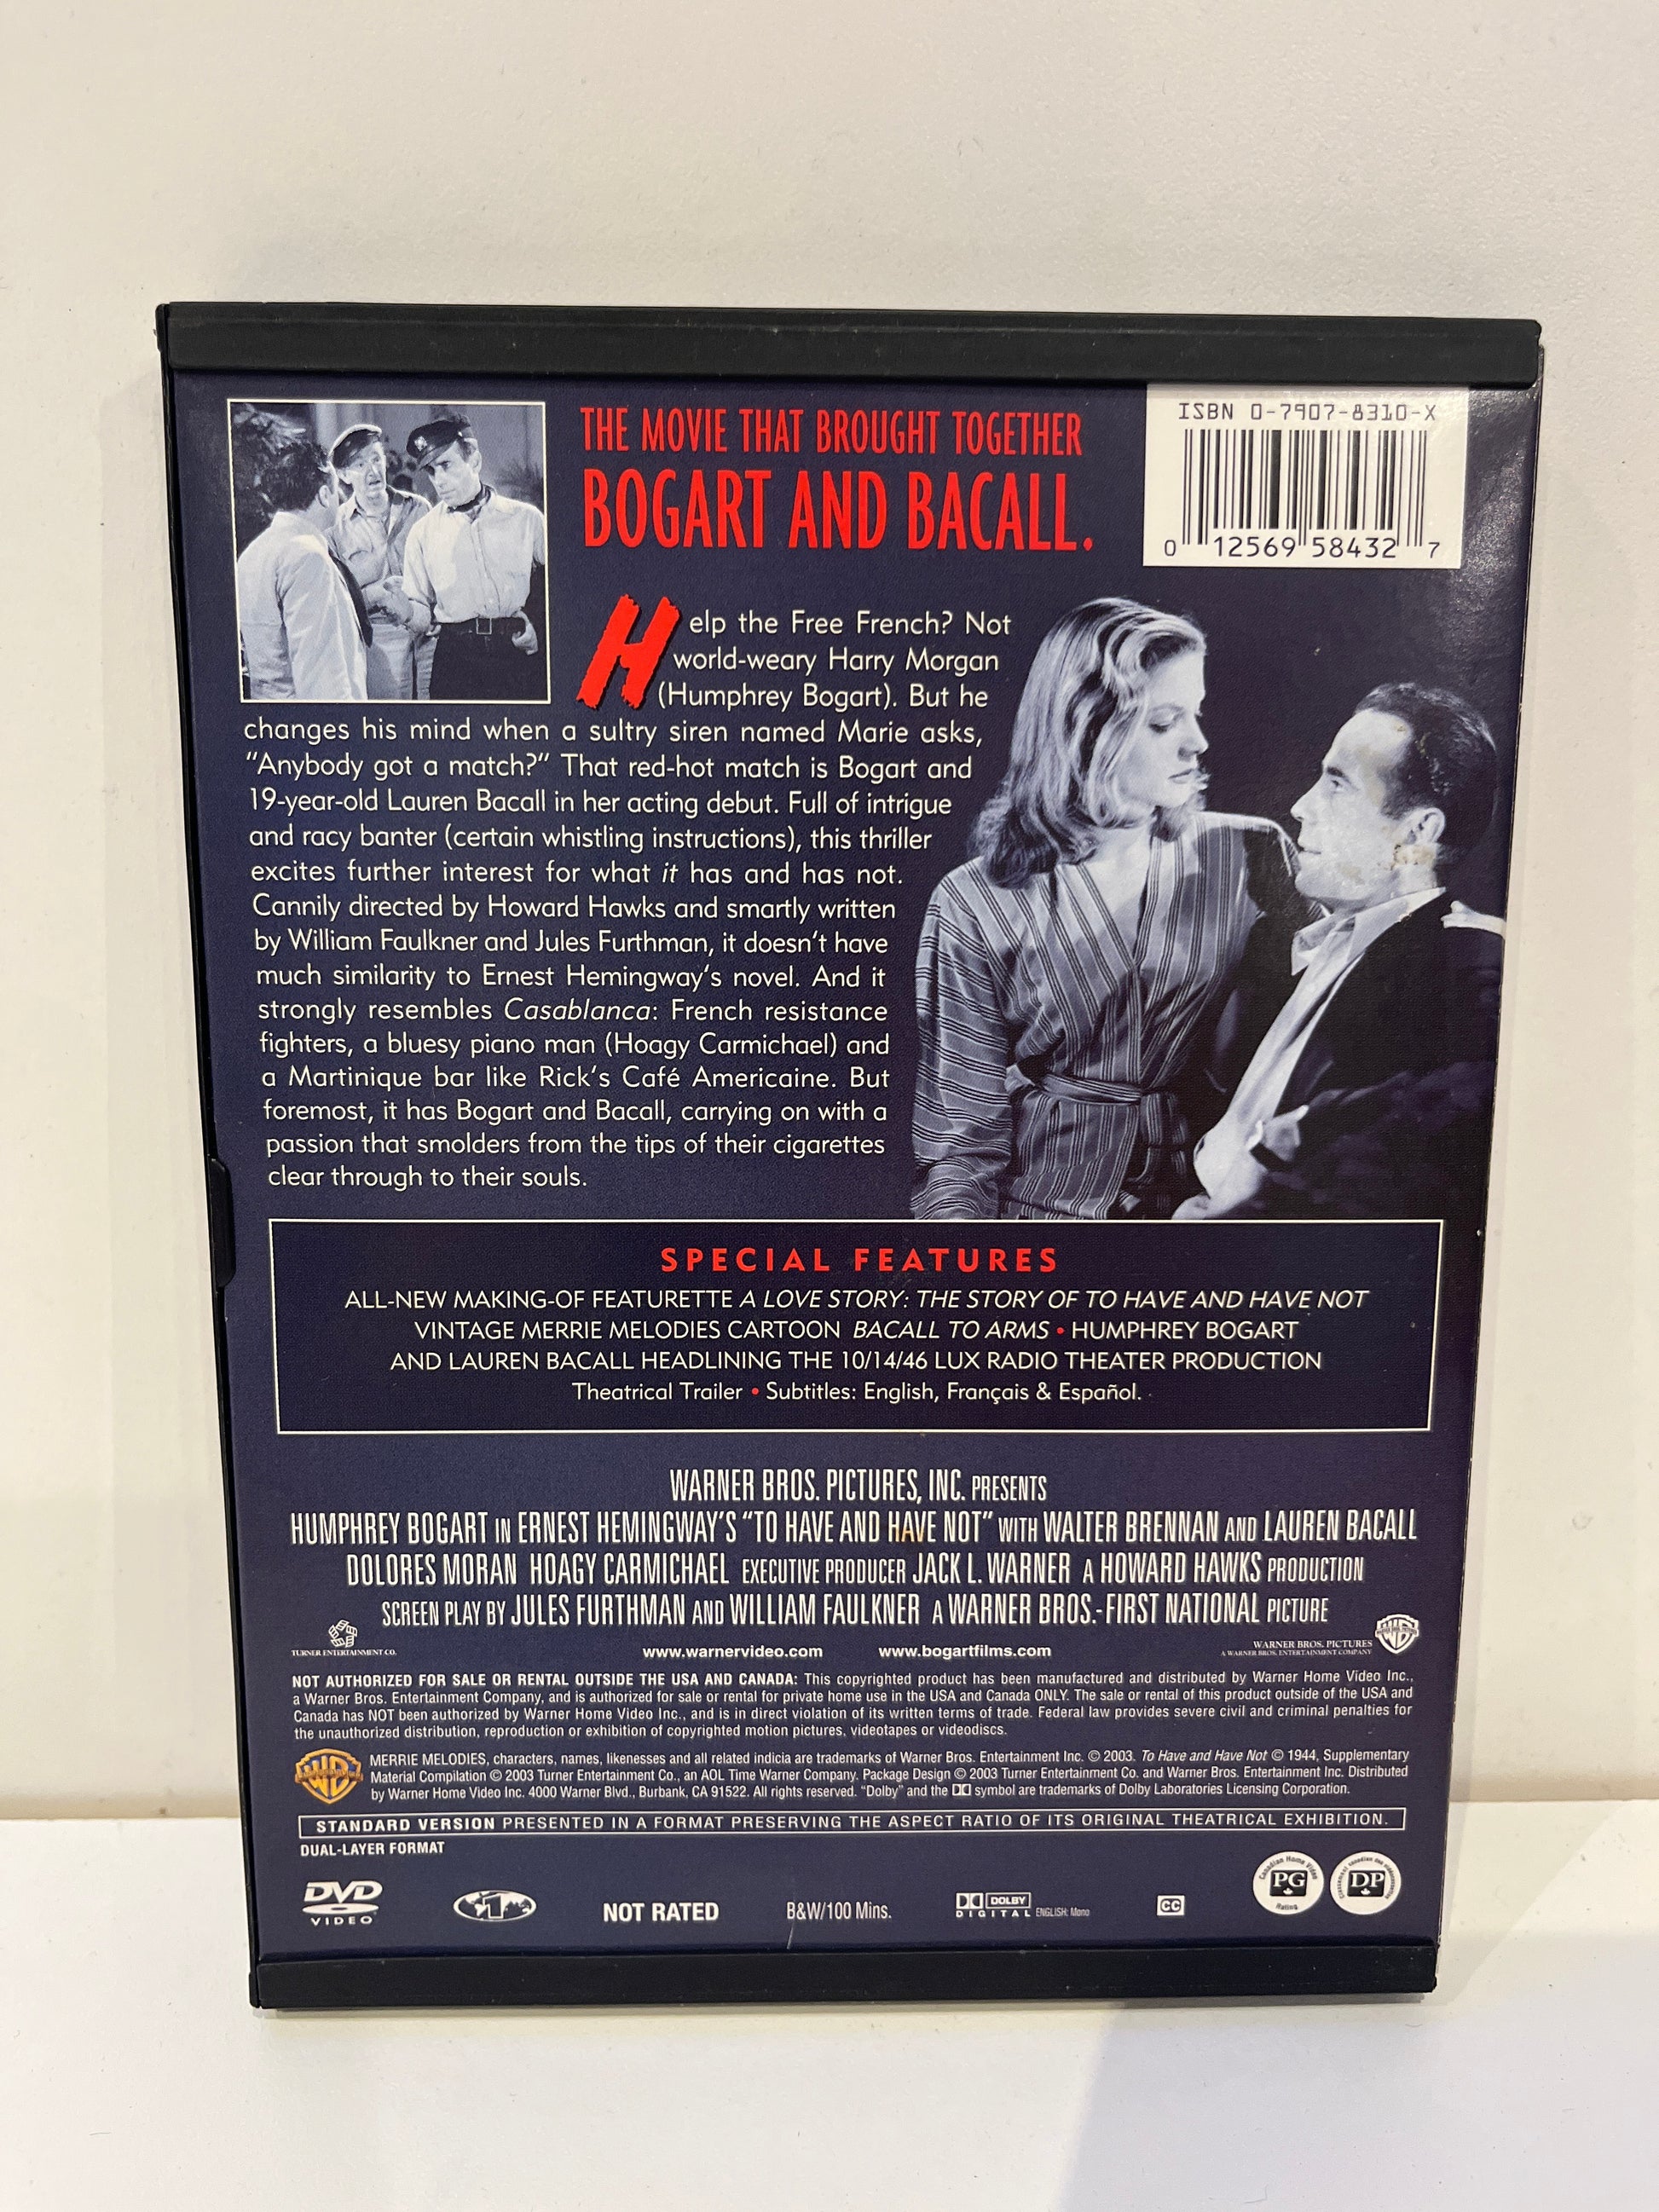 THE MOVIE THAT BROUGHT TOGETHER
BOGART AND BACALL.
ISBN 0-7907-8310-X
0 12569 58432 7
Help the Free French? Not
world-weary Harry Morgan
(Humphrey Bogart). But he
changes his mind when a sultry siren named Marie asks,
“Anybody got a match?” That red-hot match is Bogart and
19-year-old Lauren Bacall in her acting debut. Full of intrigue
and racy banter (certain whistling instructions), this thriller
excites further interest for what it has and has not.
Cannily directed by Howard Hawks and smartly written
by William Faulkner and Jules Furthman, it doesn't have
much similarity to Ernest Hemingway's novel. And it
strongly resembles Casablanca: French resistance
fighters, a bluesy piano man (Hoagy Carmichael) and
a Martinique bar like Rick's Café Americaine. But
foremost, it has Bogart and Bacall, carrying on with a
passion that smolders from the tips of their cigarettes
clear through to their souls.
SPECIAL FEATURES
ALL-NEW MAKING-OF FEATURETTE A LOVE STORY: THE STORY OF TO HAVE AND HAVE NOT
VINTAGE MERRIE MELODIES CARTOON BACALL TO ARMS • HUMPHREY BOGART
AND LAUREN BACALL HEADLINING THE 10/14/46 LUX RADIO THEATER PRODUCTION
Theatrical Trailer • Subtitles: English, Français & Español.
WARNER BROS. PICTURES, INC. PRESENTS
HUMPHREY BOGART IN ERNEST HEMINGWAY'S “TO HAVE AND HAVE NOT” WITH WALTER BRENNAN AND LAUREN BACALL
DOLORES MORAN HOAGY CARMICHAEL EXECUTIVE PRODUCER JACK L. WARNER A HOWARD HAWKS PRODUCTION
SCREEN PLAY BY JULES FURTHMAN AND WILLIAM FAULKNER A WARNER BROS.-FIRST NATIONAL PICTURE
TURNER ENTERTAINMENT CO.
www.warnervideo.com www.bogartfilms.com
WARNER BROS. PICTURES
A WARNER BROS. ENTERTAINMENT COMPANY
NOT AUTHORIZED FOR SALE OR RENTAL OUTSIDE THE USA AND CANADA: This copyrighted product has been manufactured and distributed by Warner Home Video Inc.,
a Warner Bros. Entertainment Company, and is authorized for sale or rental for private home use in the USA and Canada ONLY. The sale or rental of this product outside of the USA and
Canada has NOT been authorized by Warner Home Video Inc., and is in direct violation of its written terms of trade. Federal law provides severe civil and criminal penalties for
the unauthorized distribution, reproduction or exhibition of copyrighted motion pictures, videotapes or videodiscs.
MERRIE MELODIES, characters, names, likenesses and all related indicia are trademarks of Warner Bros. Entertainment Inc. © 2003. To Have and Have Not © 1944, Supplementary
Material Compilation © 2003 Turner Entertainment Co., an AOL Time Warner Company. Package Design © 2003 Turner Entertainment Co. and Warner Bros. Entertainment Inc. Distributed
by Warner Home Video Inc. 4000 Warner Blvd., Burbank, CA 91522. All rights reserved. “Dolby” and the symbol are trademarks of Dolby Laboratories Licensing Corporation.
STANDARD VERSION PRESENTED IN A FORMAT PRESERVING THE ASPECT RATIO OF ITS ORIGINAL THEATRICAL EXHIBITION.
DUAL-LAYER FORMAT
DVD
VIDEO
1
NOT RATED
B&W/100 Mins.
DOLBY
DIGITAL ENGLISH: Mono
CC
Canadian Home Video
PG
Rating
DP